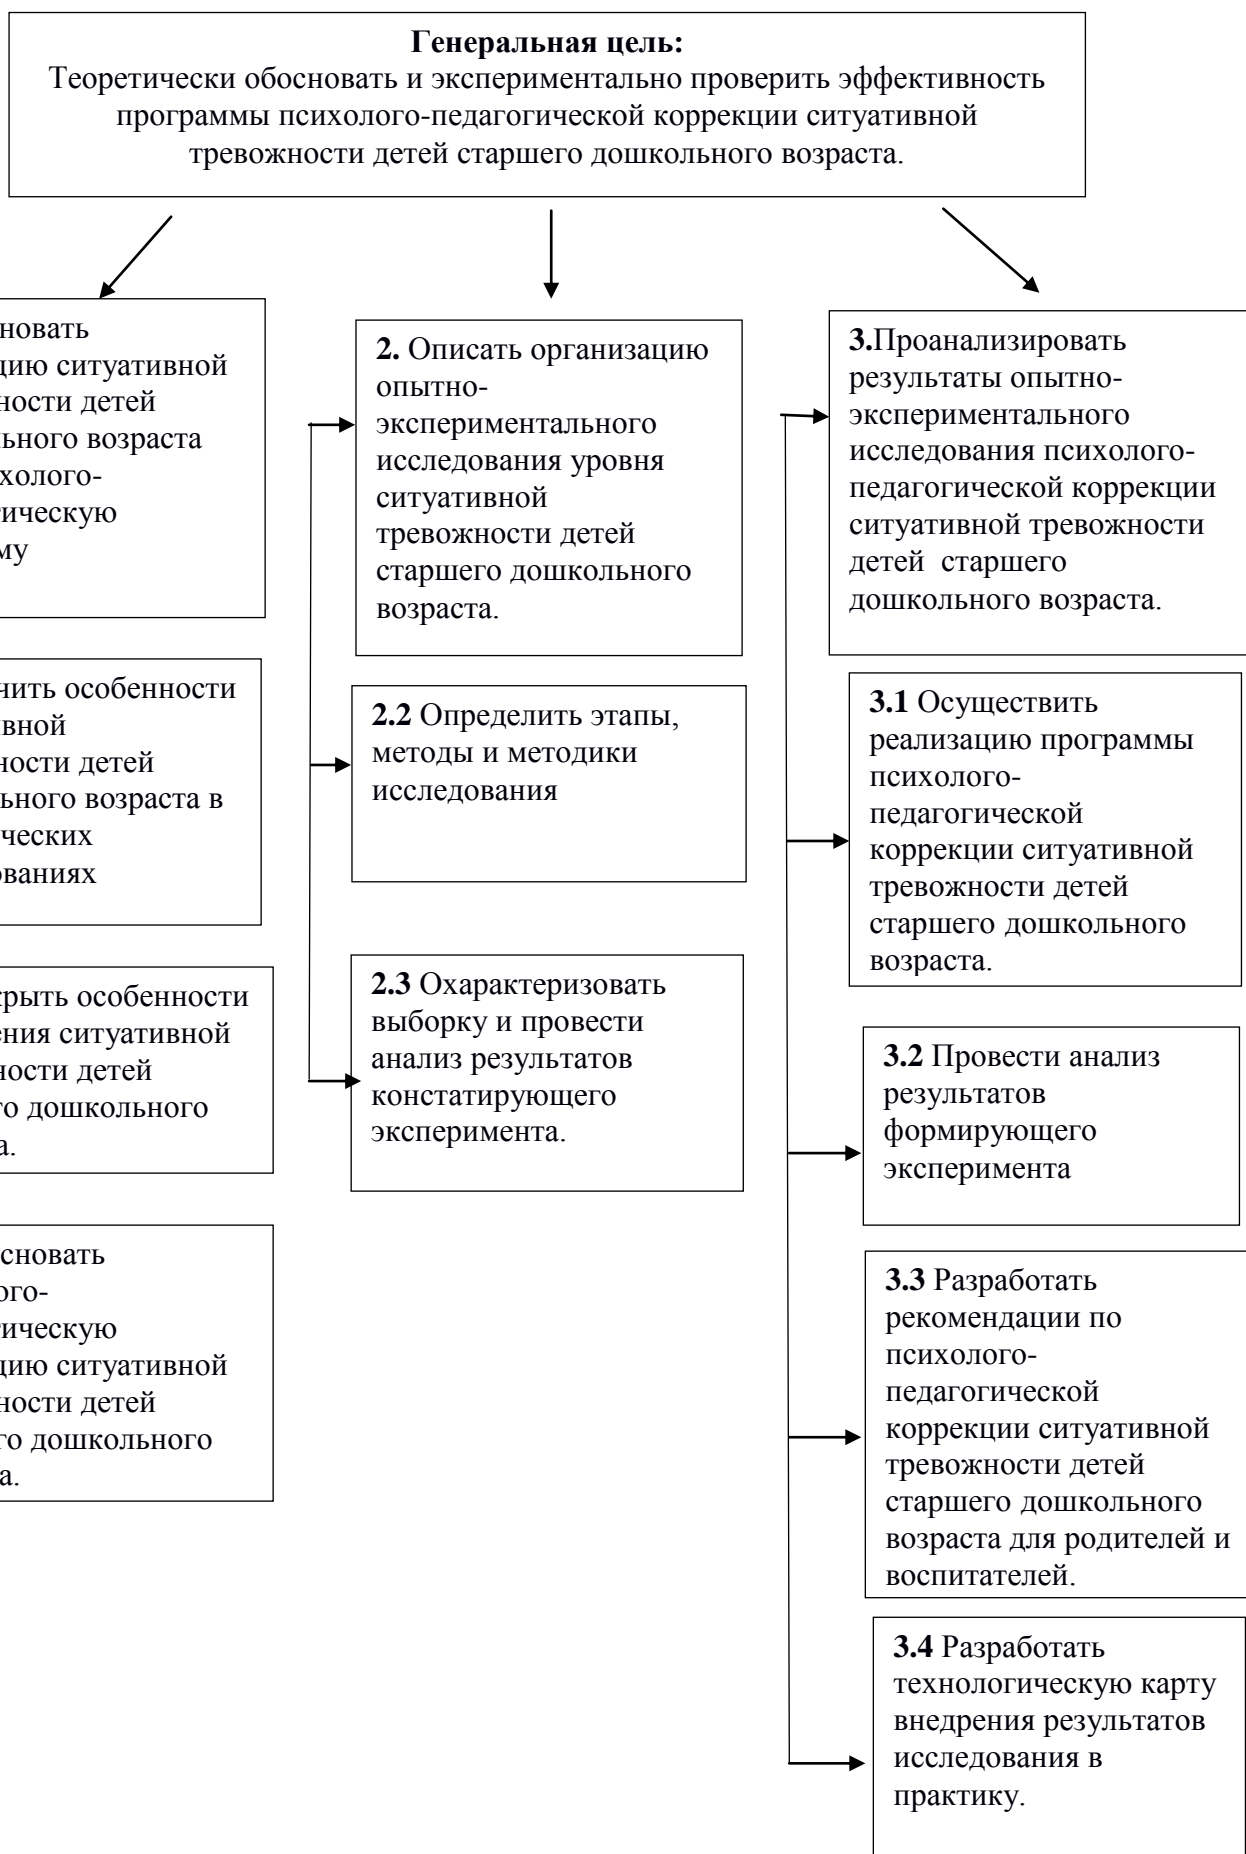 Генеральная цель:
Теоретически обосновать и экспериментально проверить эффективность
программы психолого-педагогической коррекции ситуативной
тревожности детей старшего дошкольного возраста.
новать
цию ситуативной
ности детей
льного возраста
ихолого-
гическую
му
чить особенности
ивной
ности детей
льного возраста в
ических
ованиях
крыть особенности
ения ситуативной
ности детей
го дошкольного
та.
сновать
ого-
гическую
цию ситуативной
ности детей
го дошкольного
та.
2. Описать организацию
опытно-
экспериментального
исследования уровня
ситуативной
тревожности детей
старшего дошкольного
возраста.
2.2 Определить этапы,
методы и методики
исследования
2.3 Охарактеризовать
выборку и провести
анализ результатов
констатирующего
эксперимента.
3.Проанализировать
результаты опытно-
экспериментального
исследования психолого-
педагогической коррекции
ситуативной тревожности
детей старшего
дошкольного возраста.
3.1 Осуществить
реализацию программы
психолого-
педагогической
коррекции ситуативной
тревожности детей
старшего дошкольного
возраста.
3.2 Провести анализ
результатов
формирующего
эксперимента
3.3 Разработать
рекомендации по
психолого-
педагогической
коррекции ситуативной
тревожности детей
старшего дошкольного
возраста для родителей и
воспитателей.
3.4 Разработать
технологическую карту
внедрения результатов
исследования в
практику.